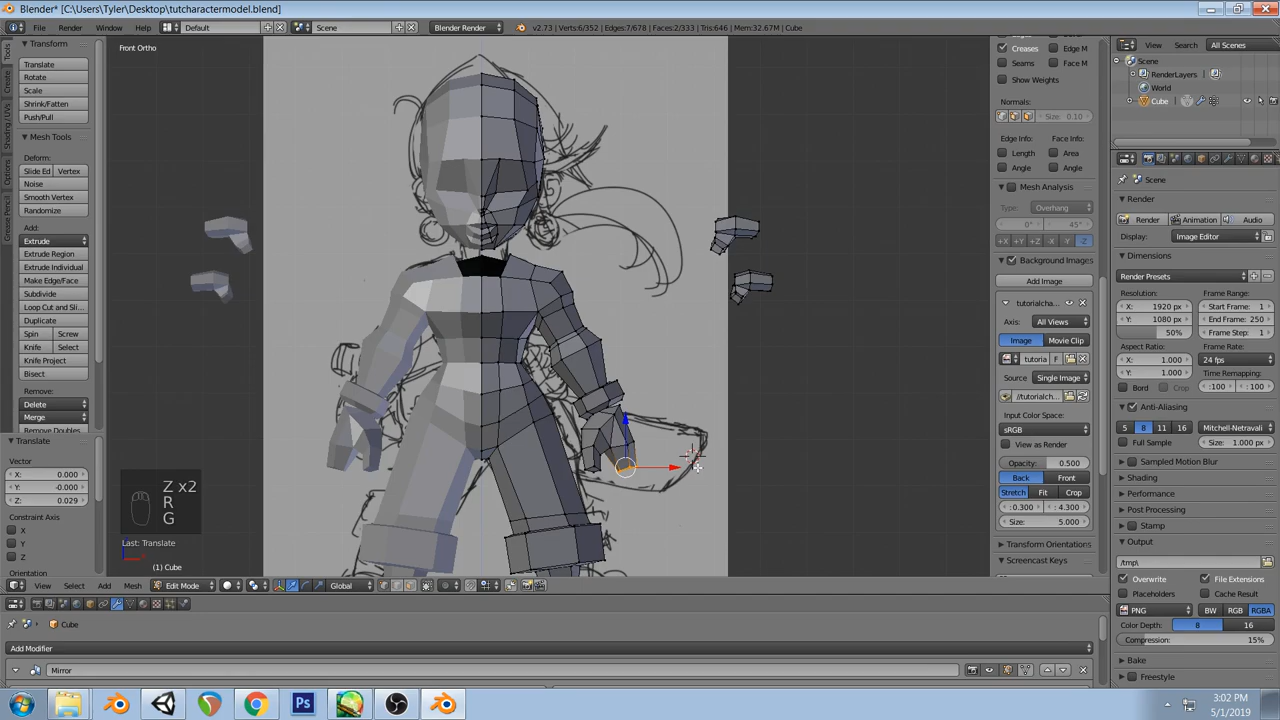 Blender* [C:\Users\Tyler\Desktop\tutcharactermodel.blend]
File Render Window Help Default Scene Blender Render v2.73 | Verts:6/352 | Edges:7/678 | Faces:2/333 | Tris:646 | Mem:32.67M | Cube
Front Ortho
Tools
Create
Shading/UVs
Options
Grease Pencil
Transform
Translate
Rotate
Scale
Shrink/Fatten
Push/Pull
Mesh Tools
Deform:
Slide Ed Vertex
Noise
Smooth Vertex
Randomize
Add:
Extrude
Extrude Region
Extrude Individual
Make Edge/Face
Subdivide
Loop Cut and Sli...
Duplicate
Spin Screw
Knife Select
Knife Project
Bisect
Remove:
Delete
Merge
Remove Doubles
Translate
Vector
X: 0.000
Y: -0.000
Z: 0.029
Constraint Axis
X
Y
Z
Orientation
Z x2
R
G
Last: Translate
(1) Cube
View Select Add Mesh Edit Mode Global
Cube
Add Modifier
Mirror
Creases Edge M
Seams Face M
Show Weights
Normals:
Size: 0.10
Edge Info: Face Info:
Length Area
Angle Angle
Mesh Analysis
Type: Overhang
0° 45°
+X +Y +Z -X -Y -Z
Background Images
Add Image
tutorialcha...
Axis: All Views
Image Movie Clip
tutoria F
Source Single Image
//tutorialchar...
Input Color Space:
sRGB
View as Render
Opacity: 0.500
Back Front
Stretch Fit Crop
: 0.300 : 4.300
Size: 5.000
Transform Orientations
Screencast Keys
View Search All Scenes
Scene
RenderLayers
World
Cube
Scene
Render
Render Animation Audio
Display: Image Editor
Dimensions
Render Presets
Resolution: Frame Range:
X: 1920 px Start Frame: 1
Y: 1080 px End Frame: 250
50% Frame Step: 1
Aspect Ratio: Frame Rate:
X: 1.000 24 fps
Y: 1.000 Time Remapping:
Bord Crop :100 : 100
Anti-Aliasing
5 8 11 16 Mitchell-Netravali
Full Sample Size: 1.000 px
Sampled Motion Blur
Shading
Performance
Post Processing
Stamp
Output
/tmp\
Overwrite File Extensions
Placeholders Cache Result
PNG BW RGB RGBA
Color Depth: 8 16
Compression: 15%
Bake
Freestyle
Ps
3:02 PM
5/1/2019